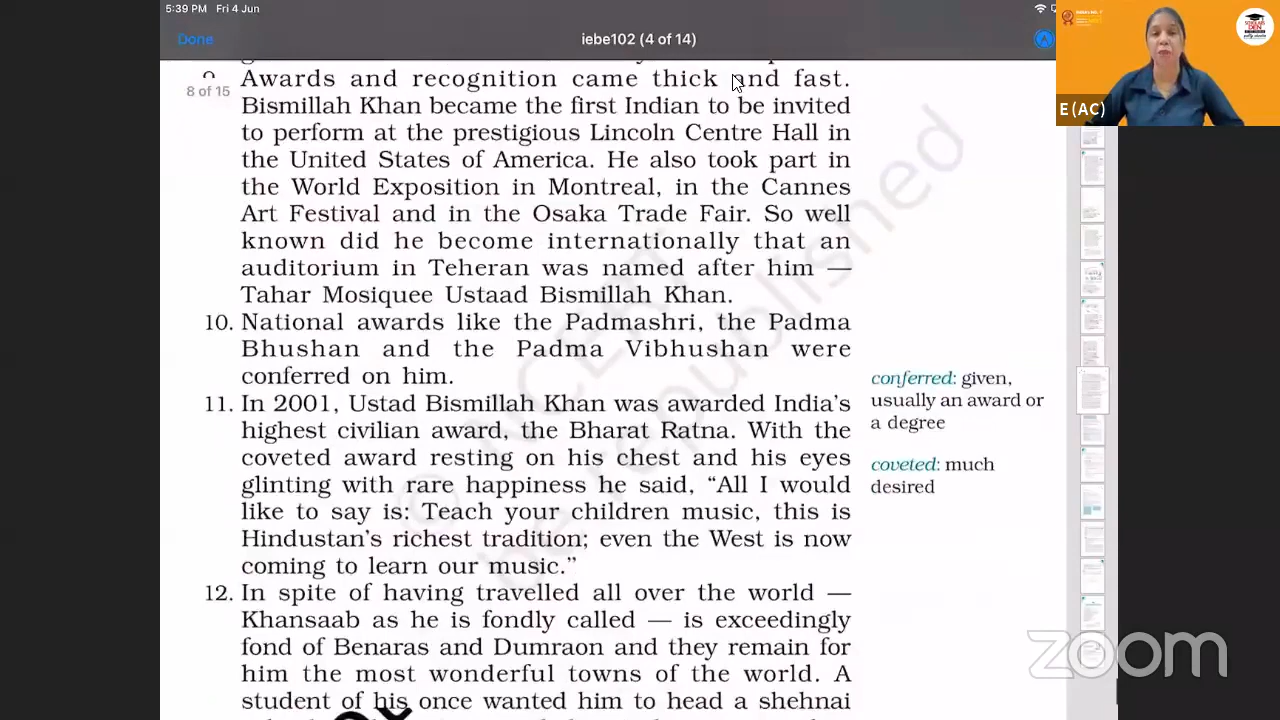 5:39 PM Fri 4 Jun
Done
iebe102 (4 of 14)
8 of 15
Awards and recognition came thick and fast.
Bismillah Khan became the first Indian to be invited
to perform at the prestigious Lincoln Centre Hall in
the United States of America. He also took part in
the World Exposition in Montreal, in the Cannes
Art Festival and in the Osaka Trade Fair. So well
known did he become internationally that an
auditorium in Teheran was named after him —
Tahar Mosiquee Ustaad Bismillah Khan.
10. National awards like the Padmashri, the Padma
Bhushan and the Padma Vibhushan were
conferred on him.
11. In 2001, Ustad Bismillah Khan was awarded India's
highest civilian award, the Bharat Ratna. With the
coveted award resting on his chest and his eyes
glinting with rare happiness he said, “All I would
like to say is: Teach your children music, this is
Hindustan's richest tradition; even the West is now
coming to learn our music.”
12. In spite of having travelled all over the world —
Khansaab as he is fondly called — is exceedingly
fond of Benaras and Dumraon and they remain for
him the most wonderful towns of the world. A
student of his once wanted him to head a shehnai
conferred: given,
usually an award or
a degree
coveted: much
desired
E (AC)
SCHOLARS
DEN
zoom